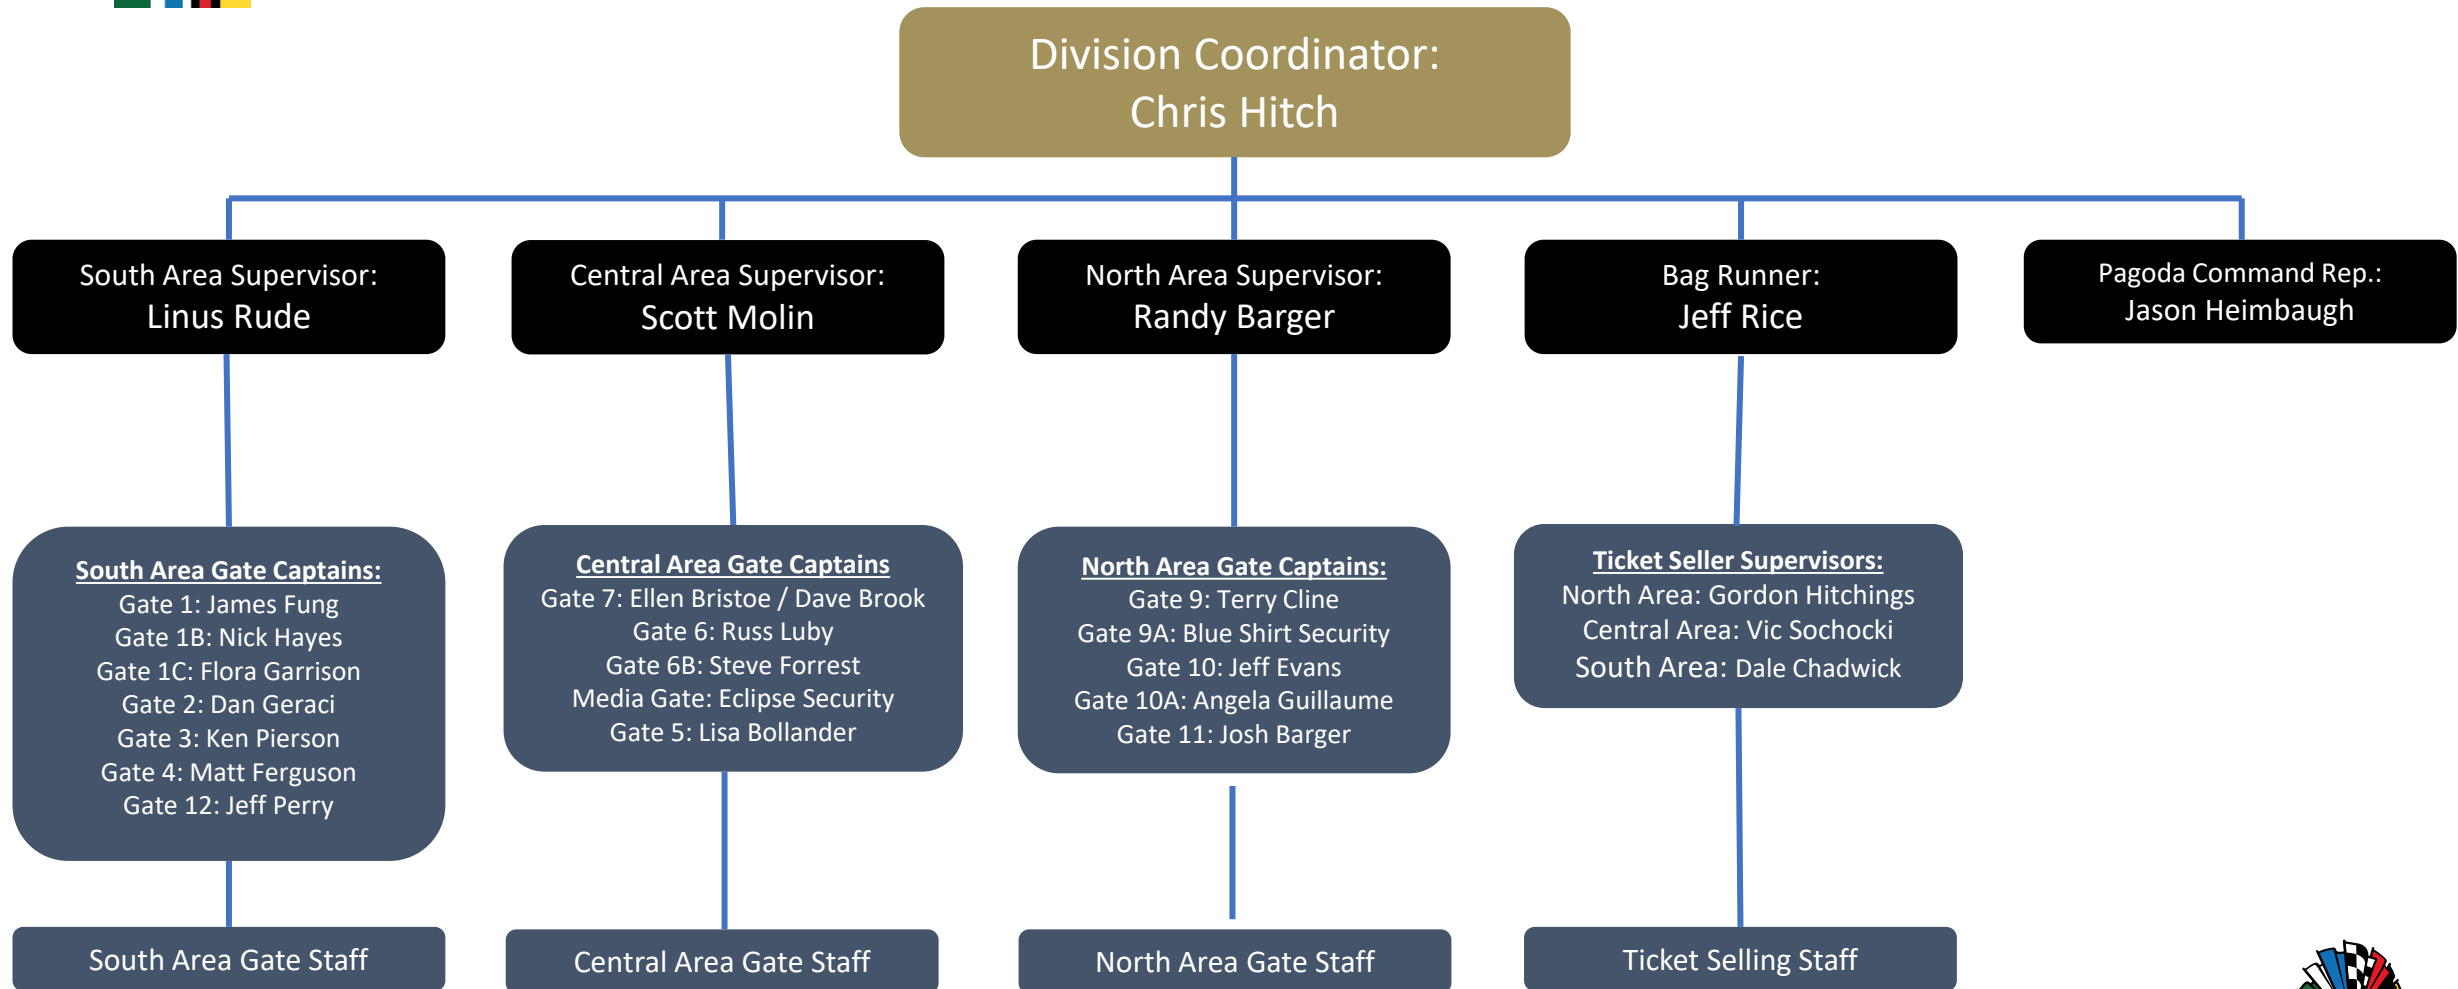 Division Coordinator:
Chris Hitch
South Area Supervisor:
Linus Rude
Central Area Supervisor:
Scott Molin
North Area Supervisor:
Randy Barger
Bag Runner:
Jeff Rice
Pagoda Command Rep.:
Jason Heimbaugh
South Area Gate Captains:
Gate 1: James Fung
Gate 1B: Nick Hayes
Gate 1C: Flora Garrison
Gate 2: Dan Geraci
Gate 3: Ken Pierson
Gate 4: Matt Ferguson
Gate 12: Jeff Perry
Central Area Gate Captains
Gate 7: Ellen Bristoe / Dave Brook
Gate 6: Russ Luby
Gate 6B: Steve Forrest
Media Gate: Eclipse Security
Gate 5: Lisa Bollander
North Area Gate Captains:
Gate 9: Terry Cline
Gate 9A: Blue Shirt Security
Gate 10: Jeff Evans
Gate 10A: Angela Guillaume
Gate 11: Josh Barger
Ticket Seller Supervisors:
North Area: Gordon Hitchings
Central Area: Vic Sochocki
South Area: Dale Chadwick
South Area Gate Staff
Central Area Gate Staff
North Area Gate Staff
Ticket Selling Staff